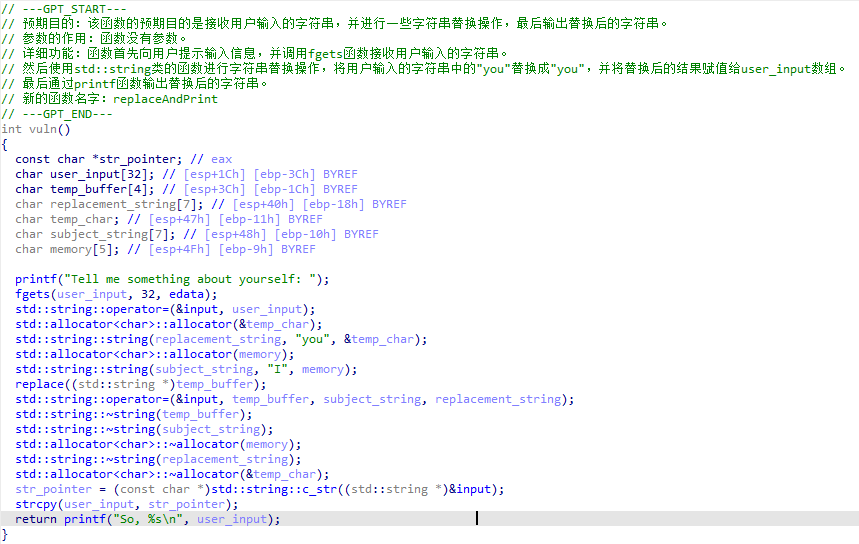 // ---GPT_START---
// 预期目的：该函数的预期目的是接收用户输入的字符串，并进行一些字符串替换操作，最后输出替换后的字符串。
// 参数的作用：函数没有参数。
// 详细功能：函数首先向用户提示输入信息，并调用fgets函数接收用户输入的字符串。
// 然后使用std::string类的函数进行字符串替换操作，将用户输入的字符串中的"you"替换成"you"，并将替换后的结果赋值给user_input数组。
// 最后通过printf函数输出替换后的字符串。
// 新的函数名字：replaceAndPrint
// ---GPT_END---
int vuln()
{
  const char *str_pointer; // eax
  char user_input[32]; // [esp+1Ch] [ebp-3Ch] BYREF
  char temp_buffer[4]; // [esp+3Ch] [ebp-1Ch] BYREF
  char replacement_string[7]; // [esp+40h] [ebp-18h] BYREF
  char temp_char; // [esp+47h] [ebp-11h] BYREF
  char subject_string[7]; // [esp+48h] [ebp-10h] BYREF
  char memory[5]; // [esp+4Fh] [ebp-9h] BYREF

  printf("Tell me something about yourself: ");
  fgets(user_input, 32, edata);
  std::string::operator=(&input, user_input);
  std::allocator<char>::allocator(&temp_char);
  std::string::string(replacement_string, "you", &temp_char);
  std::allocator<char>::allocator(memory);
  std::string::string(subject_string, "I", memory);
  replace((std::string *)temp_buffer);
  std::string::operator=(&input, temp_buffer, subject_string, replacement_string);
  std::string::~string(temp_buffer);
  std::string::~string(subject_string);
  std::allocator<char>::~allocator(memory);
  std::string::~string(replacement_string);
  std::allocator<char>::~allocator(&temp_char);
  str_pointer = (const char *)std::string::c_str((std::string *)&input);
  strcpy(user_input, str_pointer);
  return printf("So, %s\n", user_input);
}